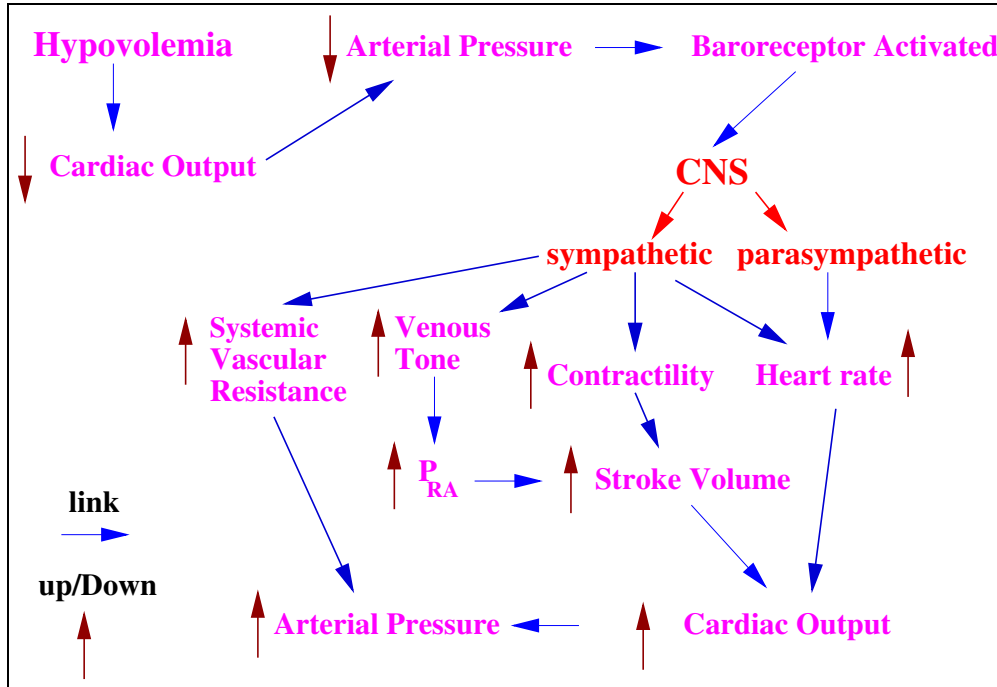 Hypovolemia
Arterial Pressure
Baroreceptor Activated
Cardiac Output
CNS
sympathetic
parasympathetic
Systemic
Vascular
Resistance
Venous
Tone
Contractility
Heart rate
P RA
Stroke Volume
link
up/Down
Arterial Pressure
Cardiac Output